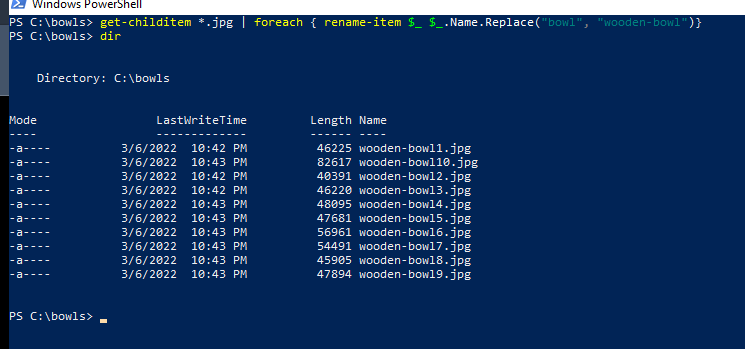 Windows PowerShell
PS C:\bowls> get-childitem *.jpg | foreach { rename-item $_ $_.Name.Replace("bowl", "wooden-bowl")}
PS C:\bowls> dir
Directory: C:\bowls
Mode LastWriteTime Length Name
---- ------------- ------ ----
-a---- 3/6/2022 10:42 PM 46225 wooden-bowl1.jpg
-a---- 3/6/2022 10:43 PM 82617 wooden-bowl10.jpg
-a---- 3/6/2022 10:42 PM 40391 wooden-bowl2.jpg
-a---- 3/6/2022 10:42 PM 46220 wooden-bowl3.jpg
-a---- 3/6/2022 10:43 PM 48095 wooden-bowl4.jpg
-a---- 3/6/2022 10:43 PM 47681 wooden-bowl5.jpg
-a---- 3/6/2022 10:43 PM 56961 wooden-bowl6.jpg
-a---- 3/6/2022 10:43 PM 54491 wooden-bowl7.jpg
-a---- 3/6/2022 10:43 PM 45905 wooden-bowl8.jpg
-a---- 3/6/2022 10:43 PM 47894 wooden-bowl9.jpg
PS C:\bowls>